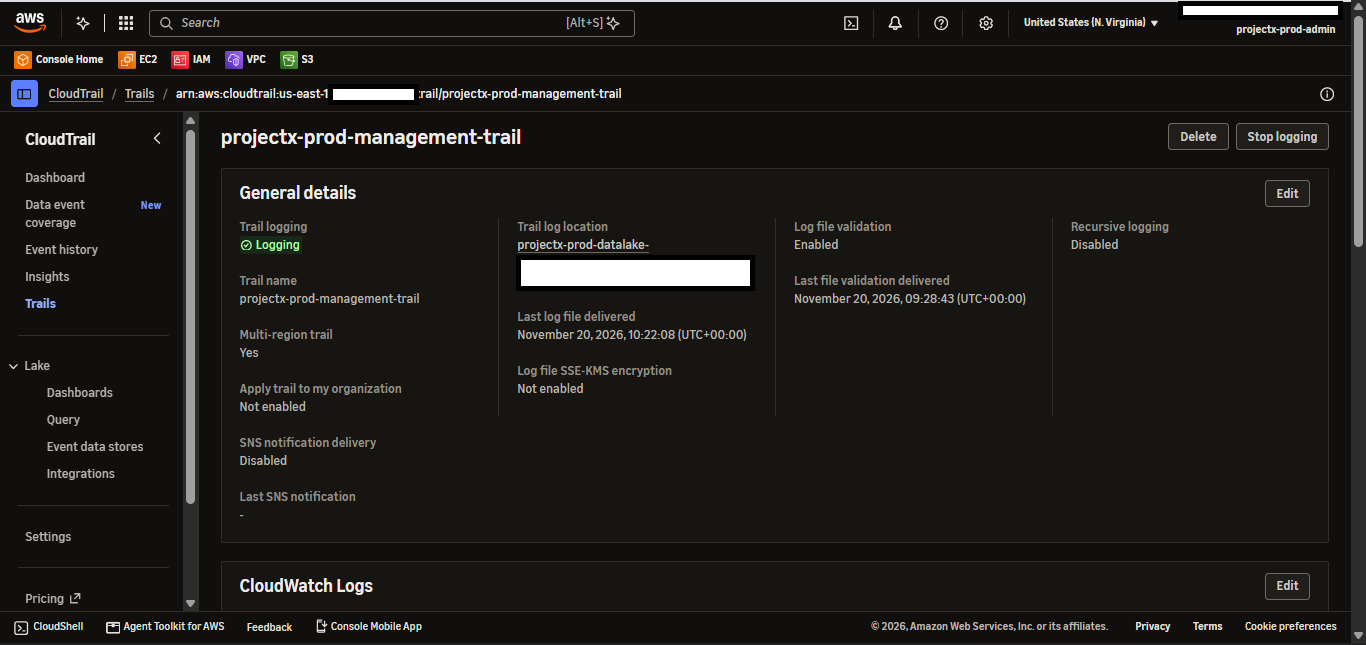 aws
Search
[Alt+S]
United States (N. Virginia)
projectx-prod-admin
Console Home
EC2
IAM
VPC
S3
CloudTrail / Trails / arn:aws:cloudtrail:us-east-1 :rail/projectx-prod-management-trail
CloudTrail
Dashboard
Data event
coverage
New
Event history
Insights
Trails
Lake
Dashboards
Query
Event data stores
Integrations
Settings
Pricing
projectx-prod-management-trail
Delete
Stop logging
General details
Edit
Trail logging
Logging
Trail name
projectx-prod-management-trail
Multi-region trail
Yes
Apply trail to my organization
Not enabled
SNS notification delivery
Disabled
Last SNS notification
-
Trail log location
projectx-prod-datalake-
Last log file delivered
November 20, 2026, 10:22:08 (UTC+00:00)
Log file SSE-KMS encryption
Not enabled
Log file validation
Enabled
Last file validation delivered
November 20, 2026, 09:28:43 (UTC+00:00)
Recursive logging
Disabled
CloudWatch Logs
Edit
CloudShell
Agent Toolkit for AWS
Feedback
Console Mobile App
© 2026, Amazon Web Services, Inc. or its affiliates.
Privacy
Terms
Cookie preferences